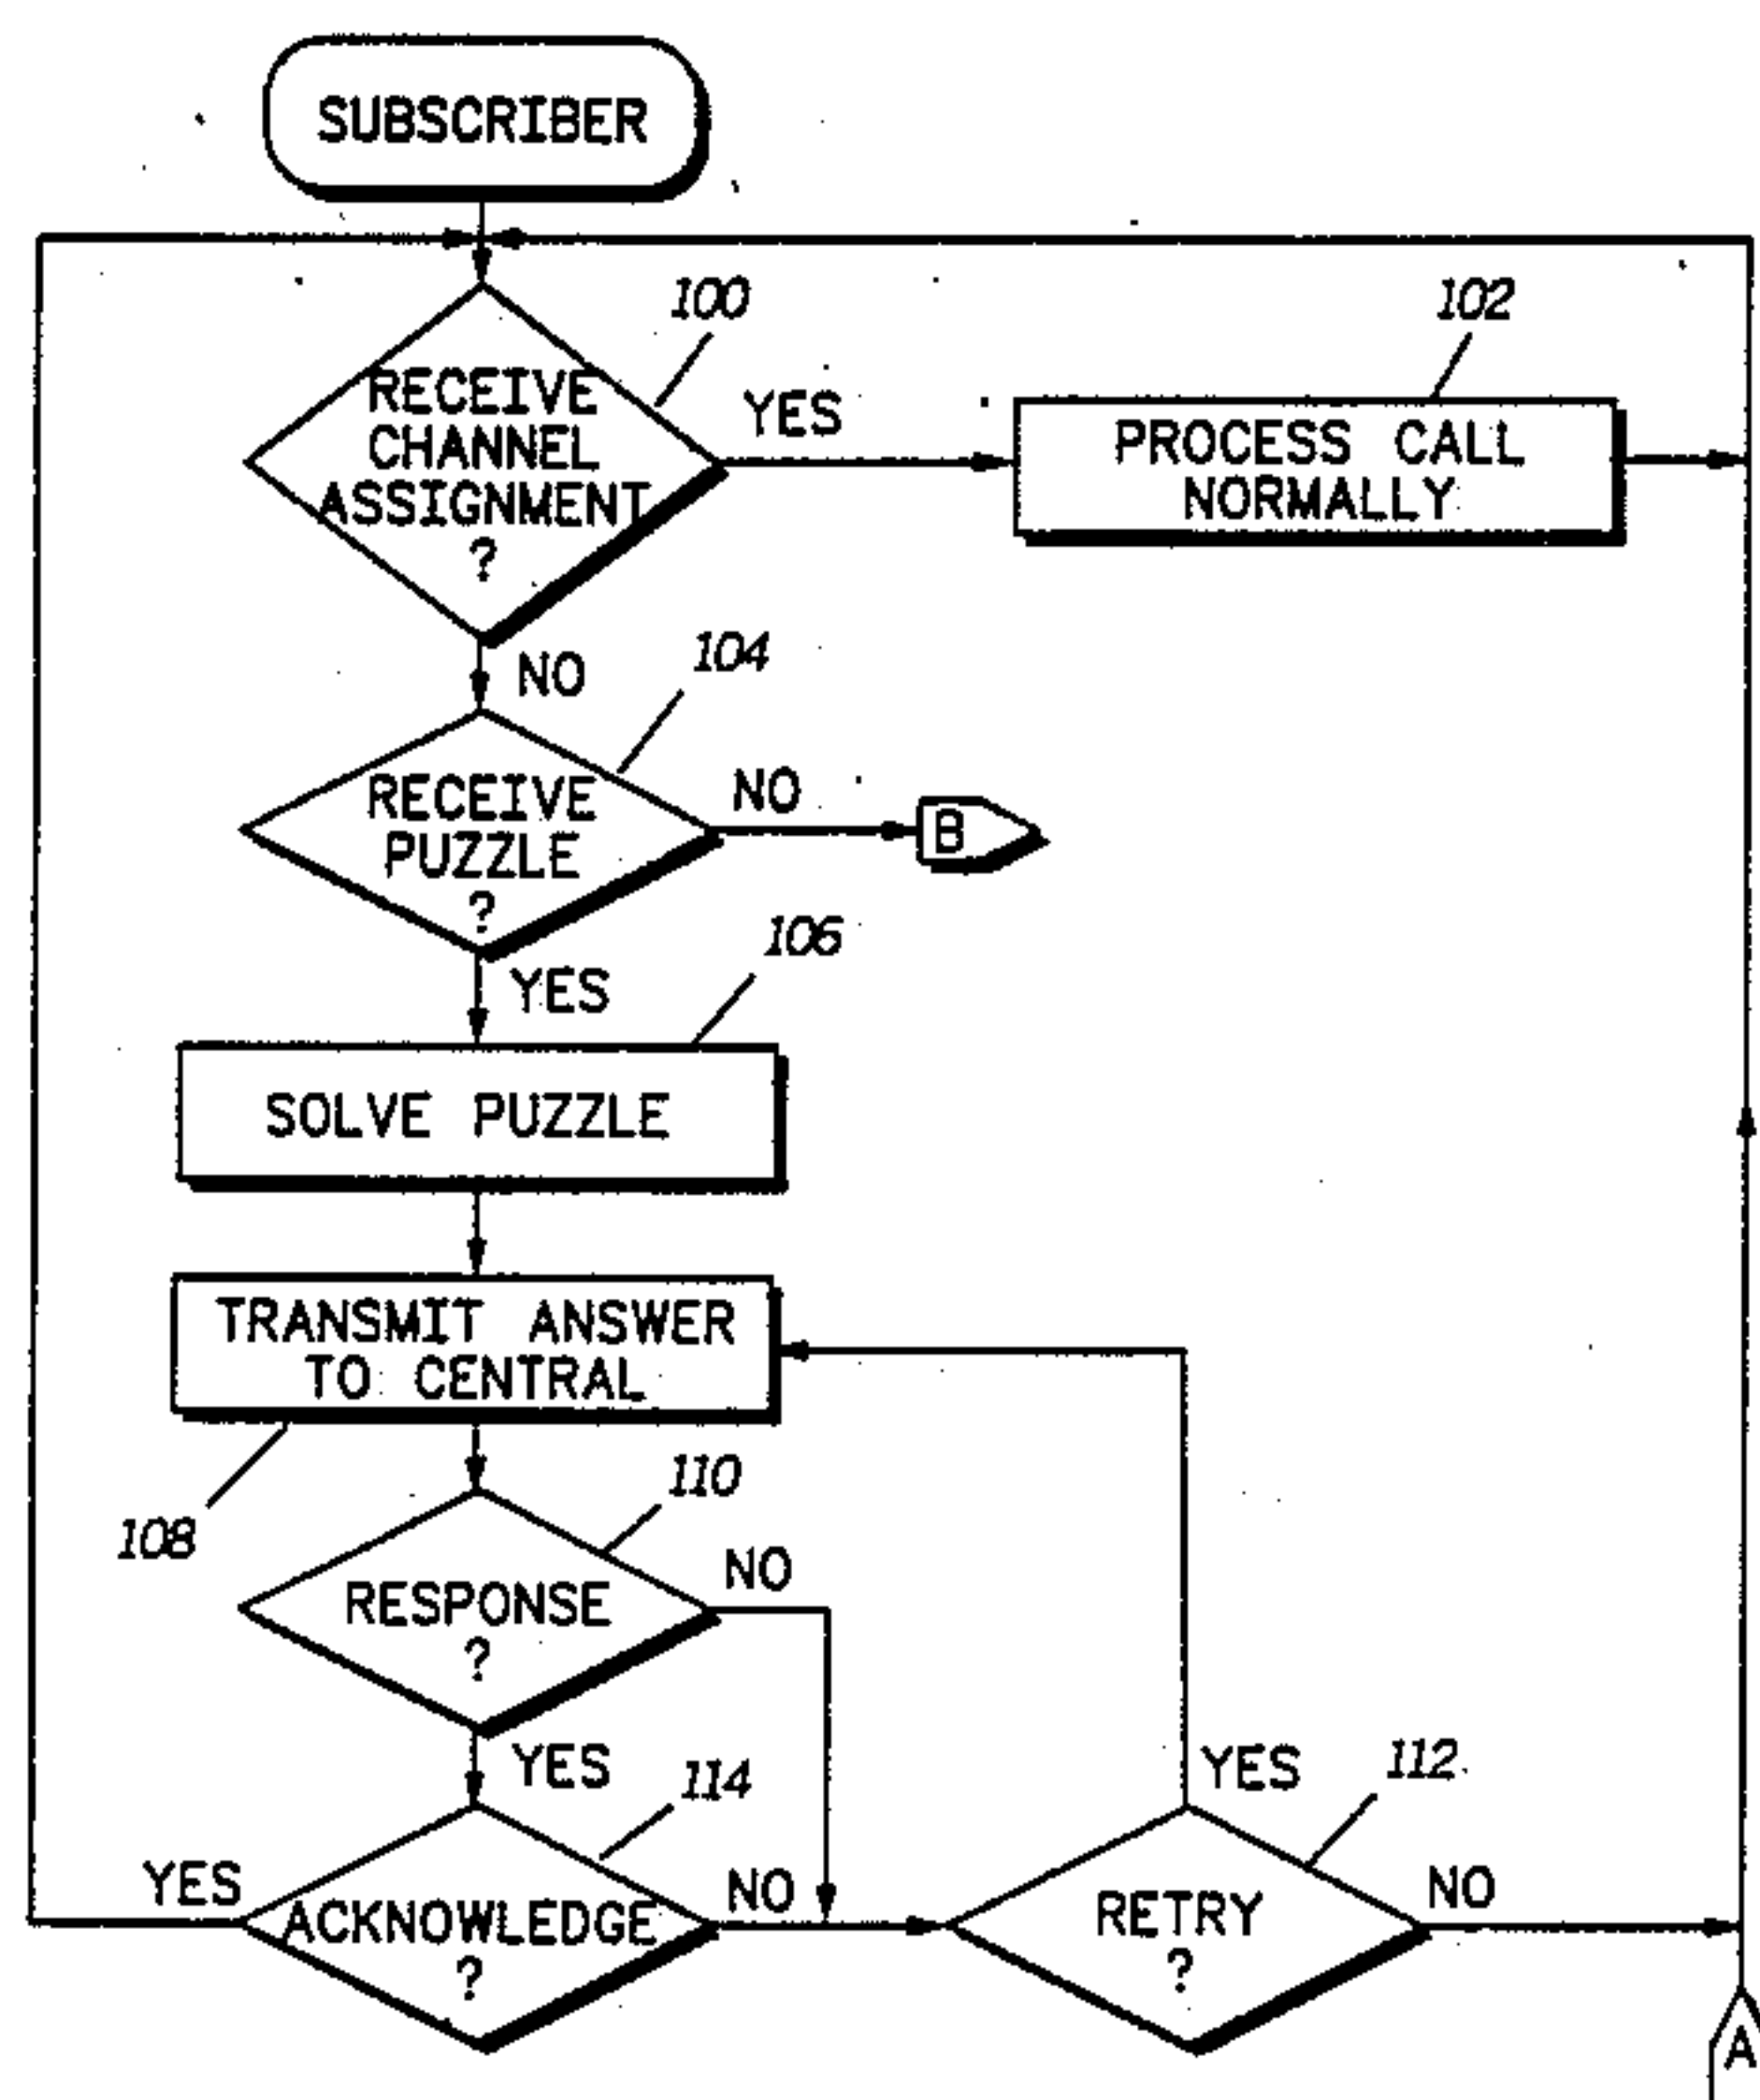 SUBSCRIBER
100
102
RECEIVE
CHANNEL
ASSIGNMENT
?
YES
PROCESS CALL
NORMALLY
NO
104
RECEIVE
PUZZLE
?
NO
B
106
YES
SOLVE PUZZLE
TRANSMIT ANSWER
TO CENTRAL
108
110
RESPONSE
?
NO
YES
114
YES
112
YES
ACKNOWLEDGE
?
NO
RETRY
?
NO
A